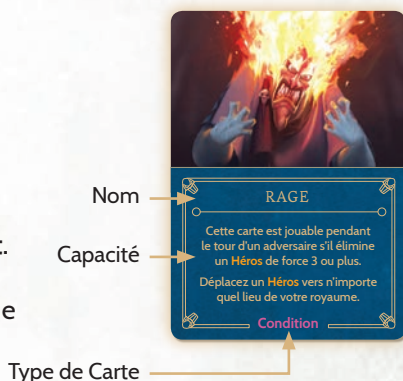 Nom
RAGE
t.
Capacité
Cette carte est jouable pendant
le tour d'un adversaire s'il élimine
un Héros de force 3 ou plus.
e
Déplacez un Héros vers n'importe
quel lieu de votre royaume.
Condition
Type de Carte